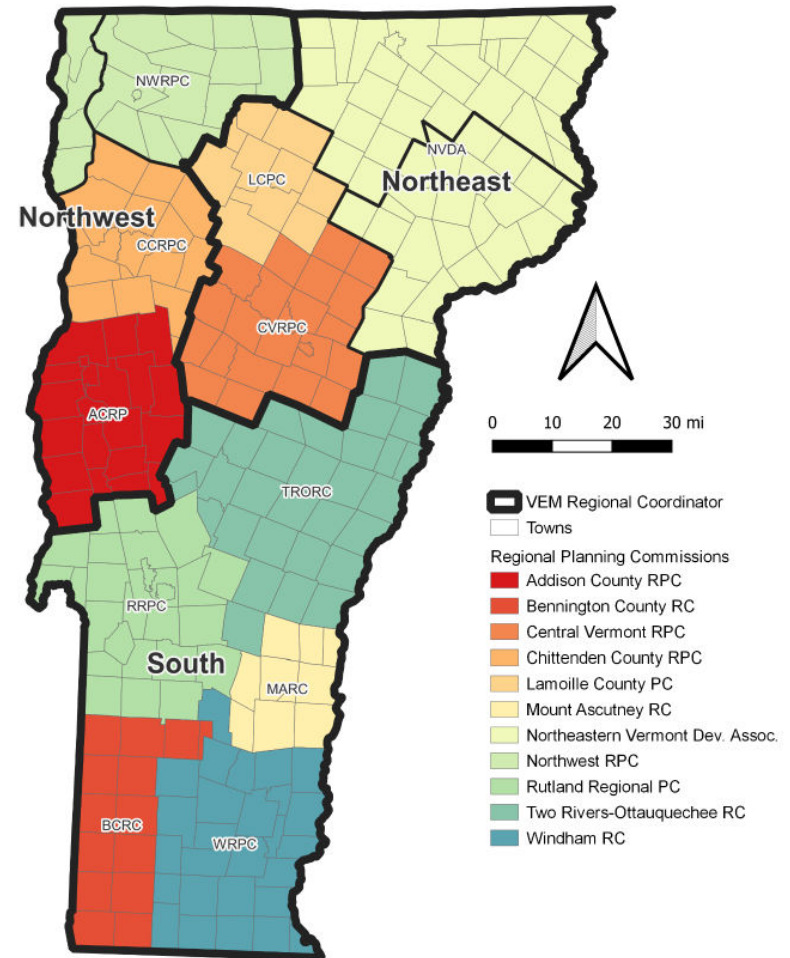 NWRPC
NVDA
LCPC
Northeast
Northwest
CCRPC
CVRPC
ACRP
0 10 20 30 mi
TRORC
VEM Regional Coordinator
Towns
Regional Planning Commissions
Addison County RPC
Bennington County RC
Central Vermont RPC
Chittenden County RPC
Lamoille County PC
Mount Ascutney RC
Northeastern Vermont Dev. Assoc.
Northwest RPC
Rutland Regional PC
Two Rivers-Ottauquechee RC
Windham RC
RRPC
South
MARC
BCRC
WRPC